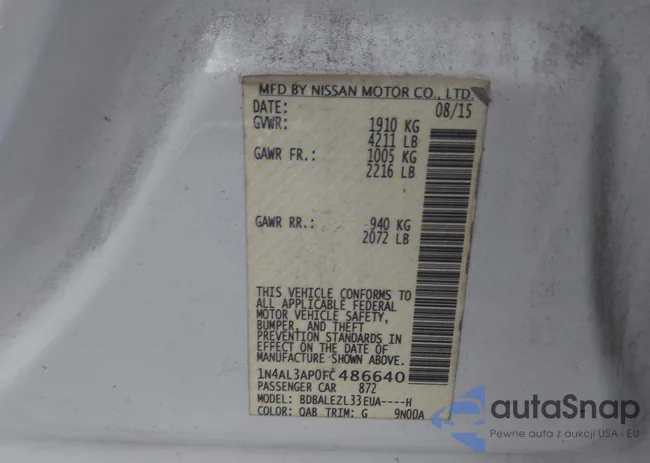 MFD BY NISSAN MOTOR CO., LTD.
DATE: 08/15
GVWR: 1910 KG
4211 LB
GAWR FR.: 1005 KG
2216 LB
GAWR RR.: 940 KG
2072 LB
THIS VEHICLE CONFORMS TO
ALL APPLICABLE FEDERAL
MOTOR VEHICLE SAFETY,
BUMPER, AND THEFT
PREVENTION STANDARDS IN
EFFECT ON THE DATE OF
MANUFACTURE SHOWN ABOVE.
1N4AL3AP0FC486640
PASSENGER CAR 872
MODEL: BDBALEZL33EUA----H
COLOR: QAB TRIM: G 9N00A
autoSnap
Pewne auta z aukcji USA i EU